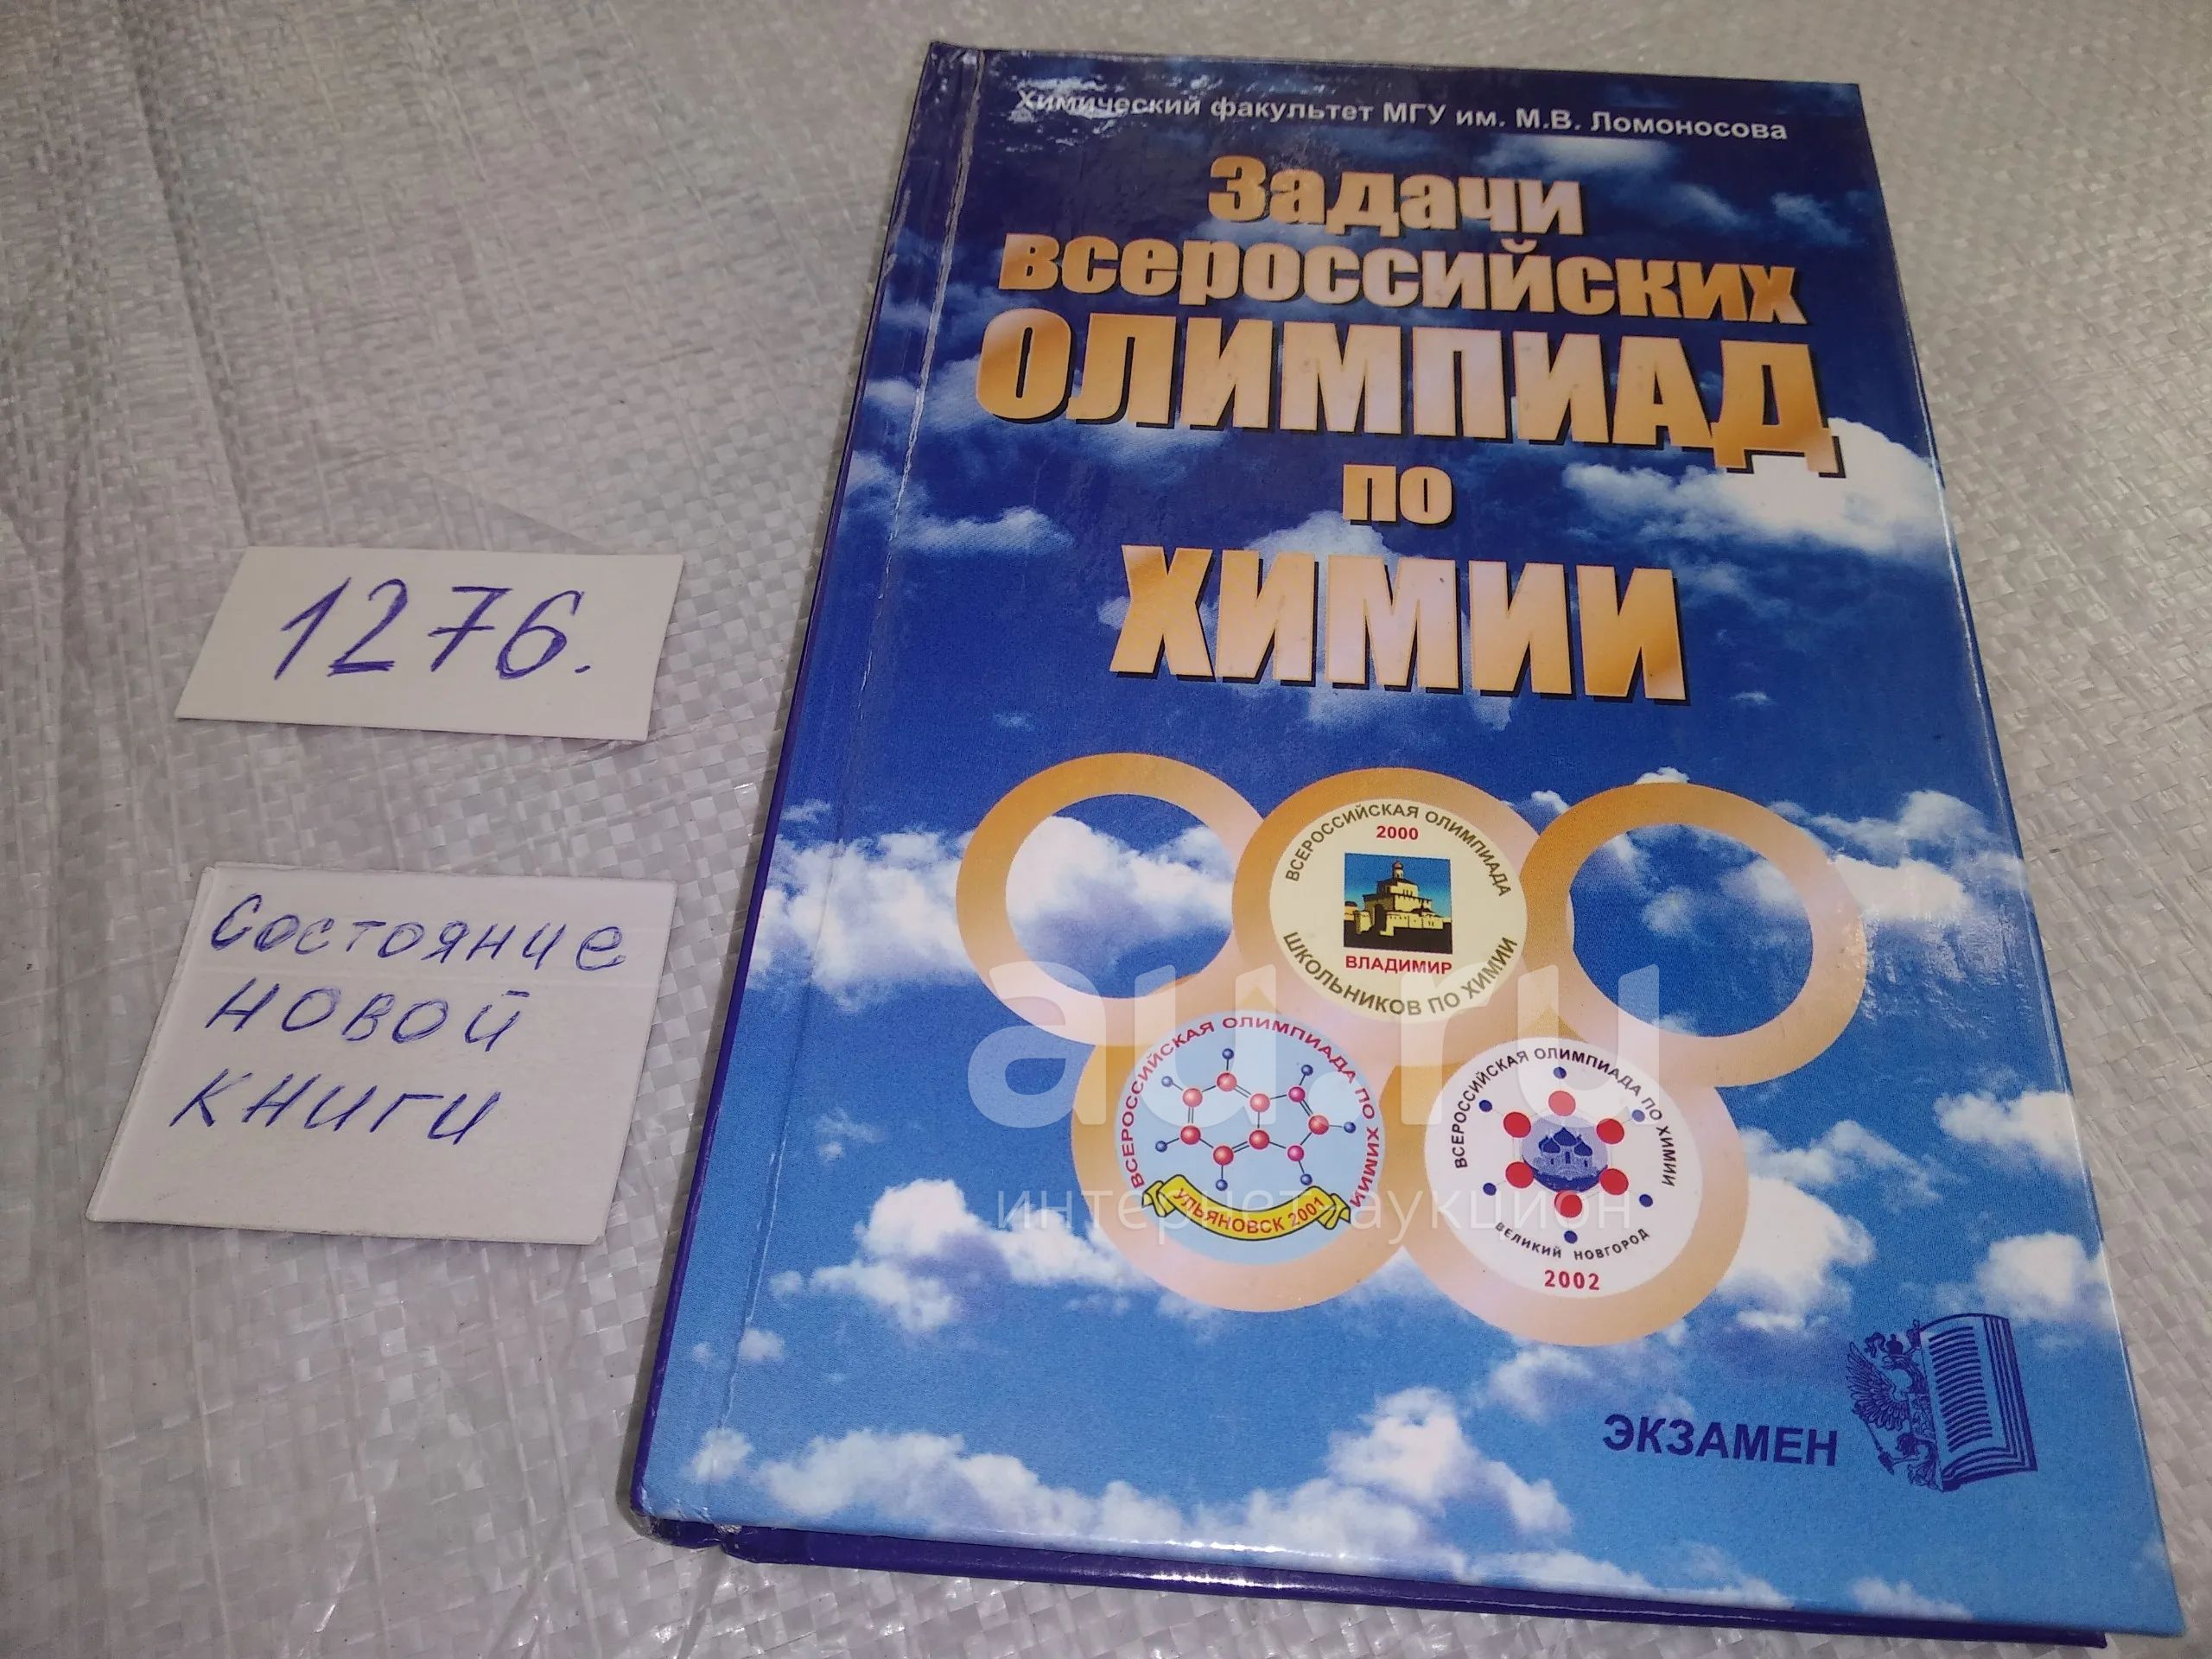 Химический факультет МГУ им. М.В. Ломоносова
Задачи
всероссийских
ОЛИМПИАД
по
ХИМИИ
1276.
Состояние
новой
книги
ВСЕРОССИЙСКАЯ ОЛИМПИАДА
2000
ВЛАДИМИР
ШКОЛЬНИКОВ ПО ХИМИИ
ВСЕРОССИЙСКАЯ ОЛИМПИАДА ПО ХИМИИ
УЛЬЯНОВСК 2001
ВСЕРОССИЙСКАЯ ОЛИМПИАДА ПО ХИМИИ
ВЕЛИКИЙ НОВГОРОД
2002
au.ru
интернет-аукцион
ЭКЗАМЕН